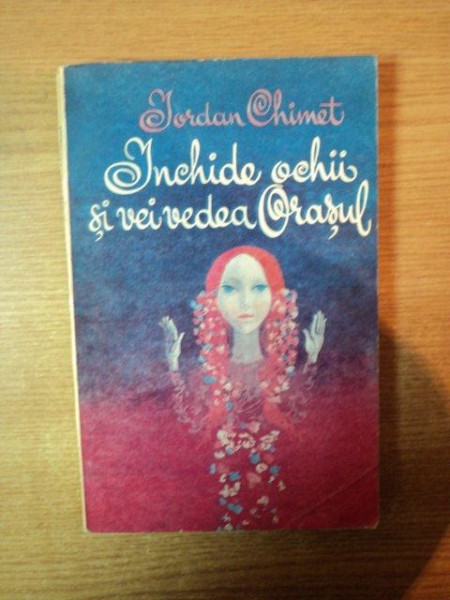 Iordan Chimet
Inchide ochii
și vei vedea Orașul